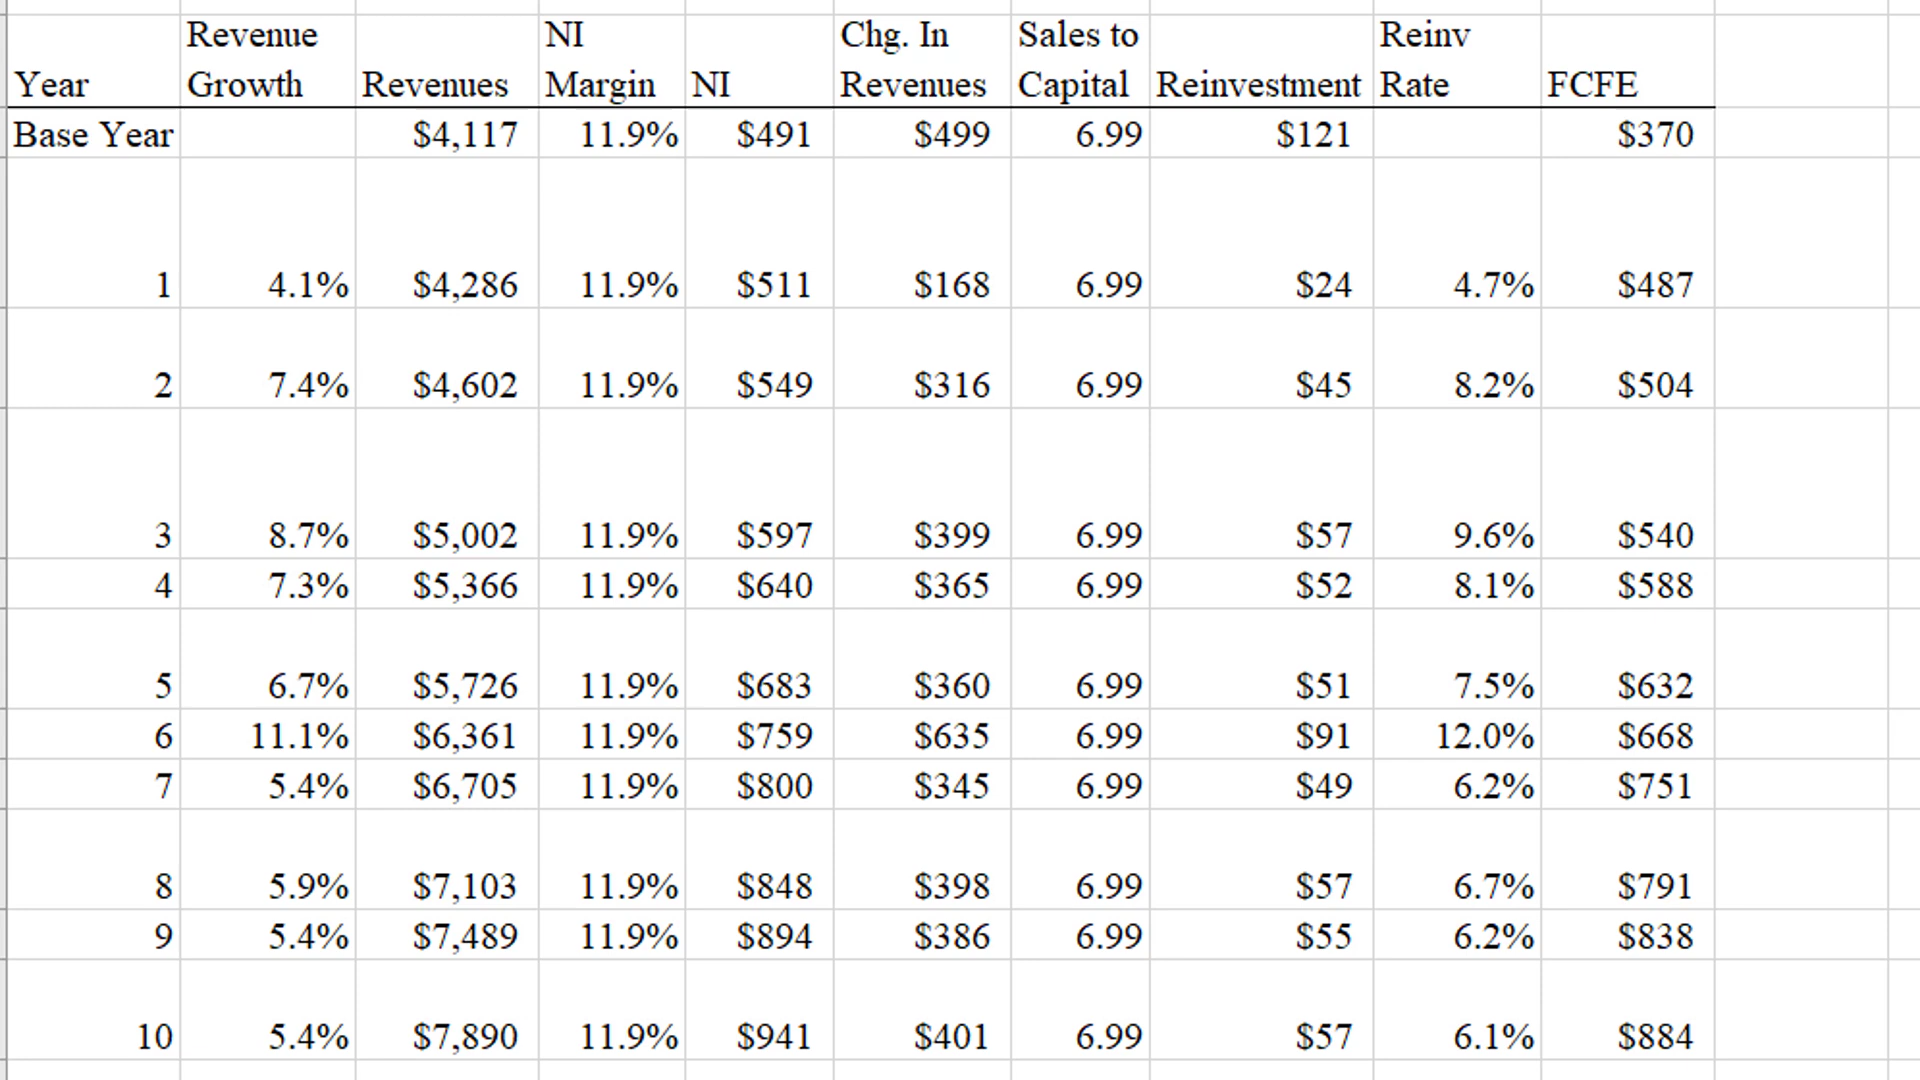 Year Revenue Growth Revenues NI Margin NI Chg. In Revenues Sales to Capital Reinvestment Reinv Rate FCFE
Base Year $4,117 11.9% $491 $499 6.99 $121 $370
1 4.1% $4,286 11.9% $511 $168 6.99 $24 4.7% $487
2 7.4% $4,602 11.9% $549 $316 6.99 $45 8.2% $504
3 8.7% $5,002 11.9% $597 $399 6.99 $57 9.6% $540
4 7.3% $5,366 11.9% $640 $365 6.99 $52 8.1% $588
5 6.7% $5,726 11.9% $683 $360 6.99 $51 7.5% $632
6 11.1% $6,361 11.9% $759 $635 6.99 $91 12.0% $668
7 5.4% $6,705 11.9% $800 $345 6.99 $49 6.2% $751
8 5.9% $7,103 11.9% $848 $398 6.99 $57 6.7% $791
9 5.4% $7,489 11.9% $894 $386 6.99 $55 6.2% $838
10 5.4% $7,890 11.9% $941 $401 6.99 $57 6.1% $884